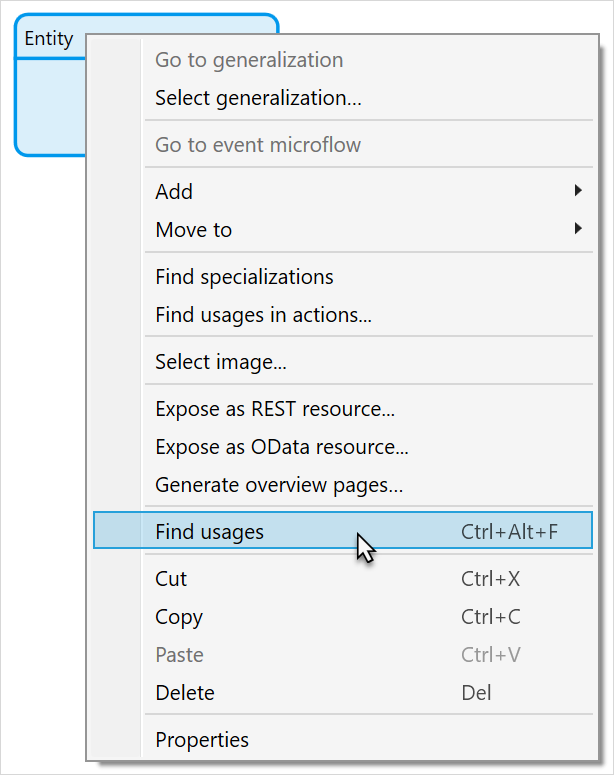 Entity
Go to generalization
Select generalization...
Go to event microflow
Add
Move to
Find specializations
Find usages in actions...
Select image...
Expose as REST resource...
Expose as OData resource...
Generate overview pages...
Find usages Ctrl+Alt+F
Cut Ctrl+X
Copy Ctrl+C
Paste Ctrl+V
Delete Del
Properties